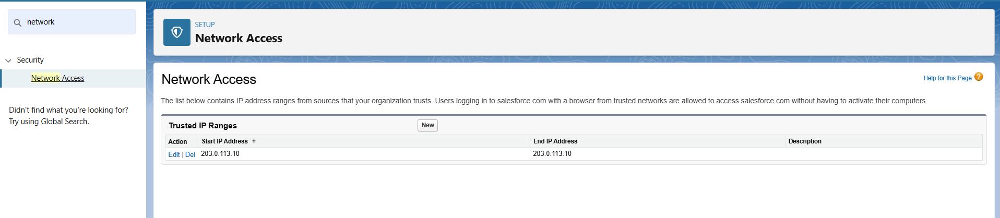 network
Security
Network Access
Didn't find what you're looking for?
Try using Global Search.
SETUP
Network Access
Network Access
Help for this Page ?
The list below contains IP address ranges from sources that your organization trusts. Users logging in to salesforce.com with a browser from trusted networks are allowed to access salesforce.com without having to activate their computers.
Trusted IP Ranges New
Action Start IP Address ↑ End IP Address Description
Edit | Del 203.0.113.10 203.0.113.10